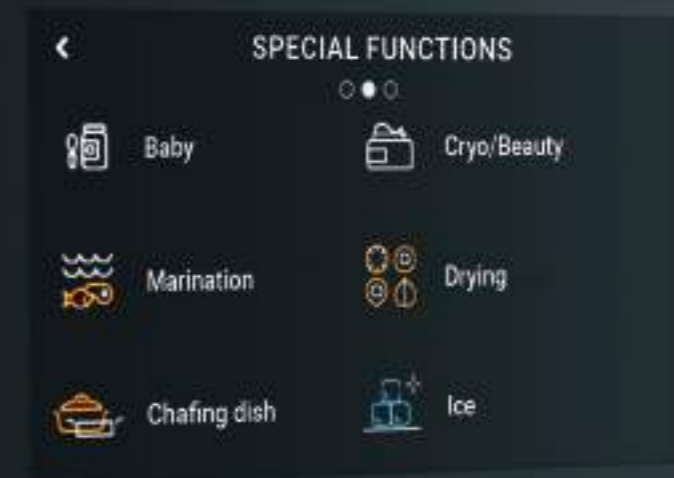 SPECIAL FUNCTIONS
Baby
Cryo/Beauty
Marination
Drying
Chafing dish
Ice